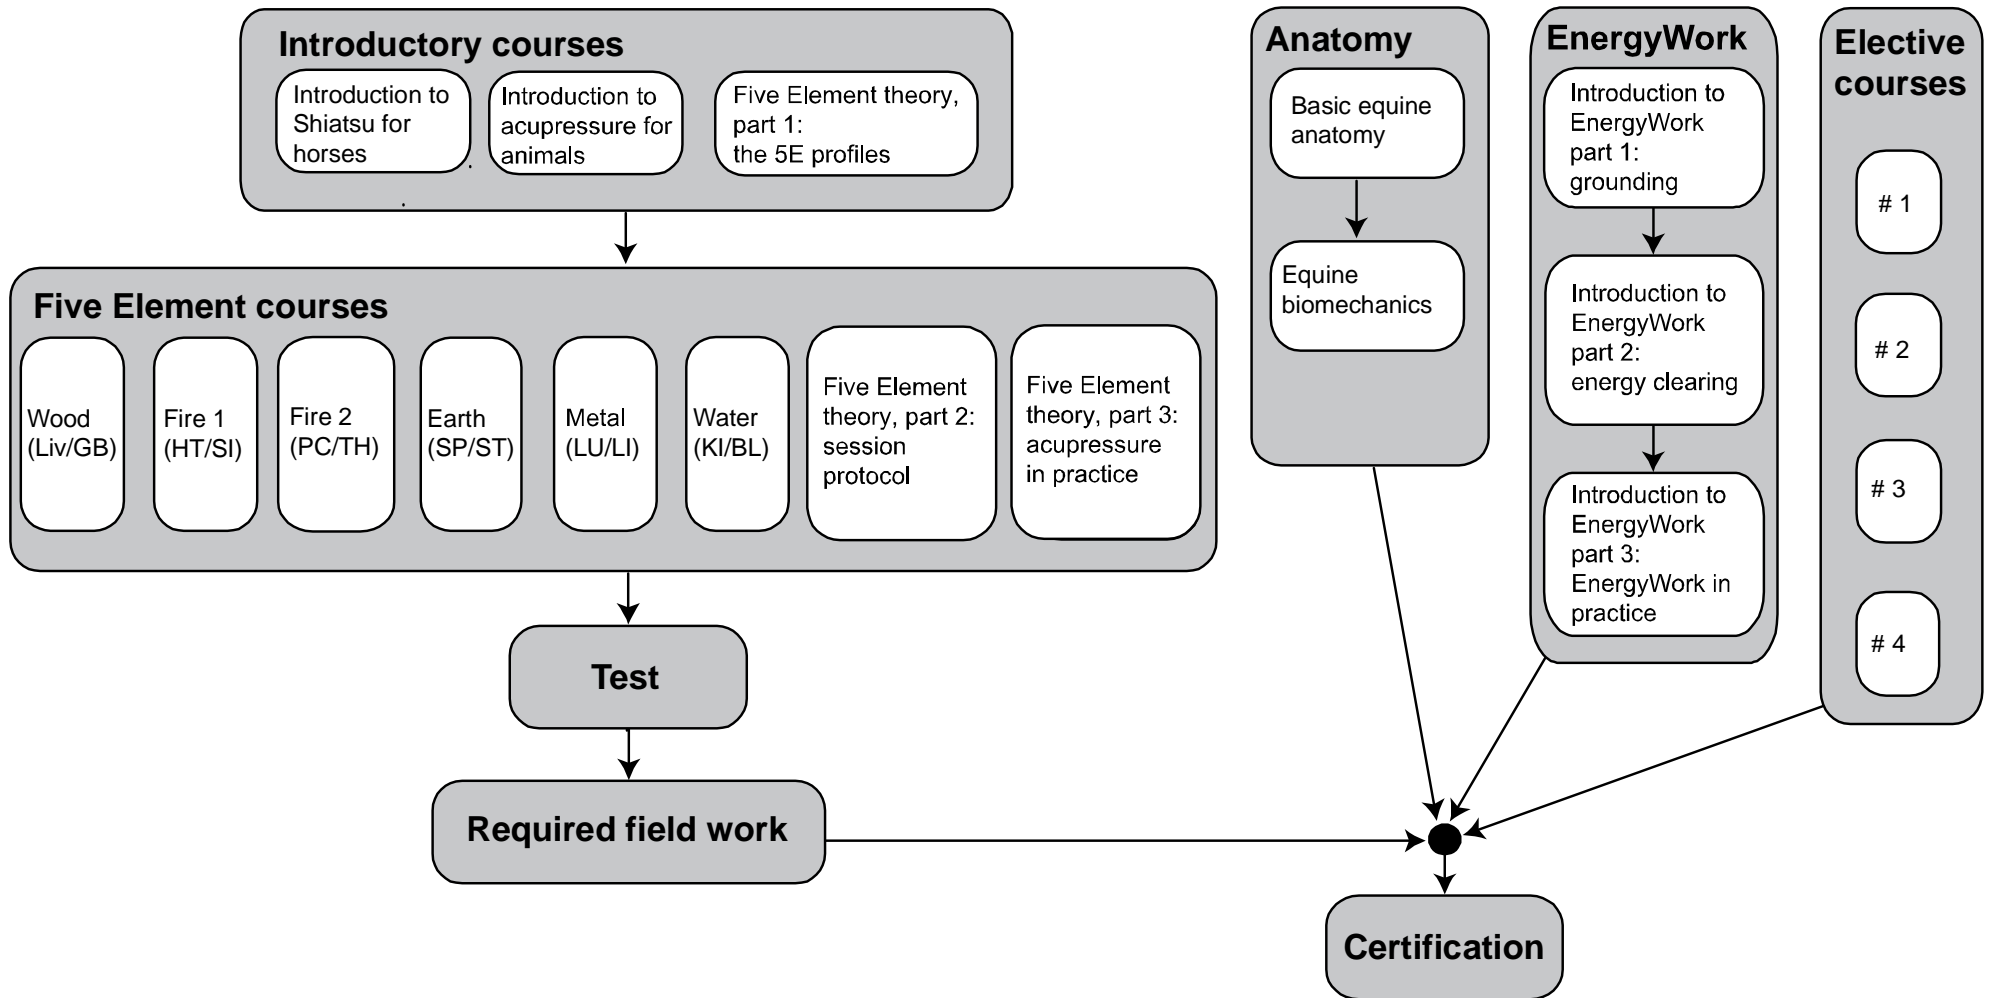 Introductory courses
Introduction to
Shiatsu for
horses
Introduction to
acupressure for
animals
Five Element theory,
part 1:
the 5E profiles
Five Element courses
Wood
(Liv/GB)
Fire 1
(HT/SI)
Fire 2
(PC/TH)
Earth
(SP/ST)
Metal
(LU/LI)
Water
(KI/BL)
Five Element
theory, part 2:
session
protocol
Five Element
theory, part 3:
acupressure
in practice
Test
Required field work
Anatomy
Basic equine
anatomy
Equine
biomechanics
EnergyWork
Introduction to
EnergyWork
part 1:
grounding
Introduction to
EnergyWork
part 2:
energy clearing
Introduction to
EnergyWork
part 3:
EnergyWork in
practice
Elective
courses
# 1
# 2
# 3
# 4
Certification